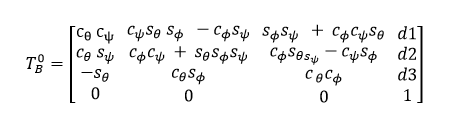 c_θ c_ψ   c_ψ s_θ s_ϕ − c_ϕ s_ψ   s_ϕ s_ψ + c_ϕ c_ψ s_θ   d1
c_θ s_ψ   c_ϕ c_ψ + s_θ s_ϕ s_ψ   c_ϕ s_θ s_ψ − c_ψ s_ϕ   d2
T_B^0 =
−s_θ   c_θ s_ϕ   c_θ c_ϕ   d3
0   0   0   1